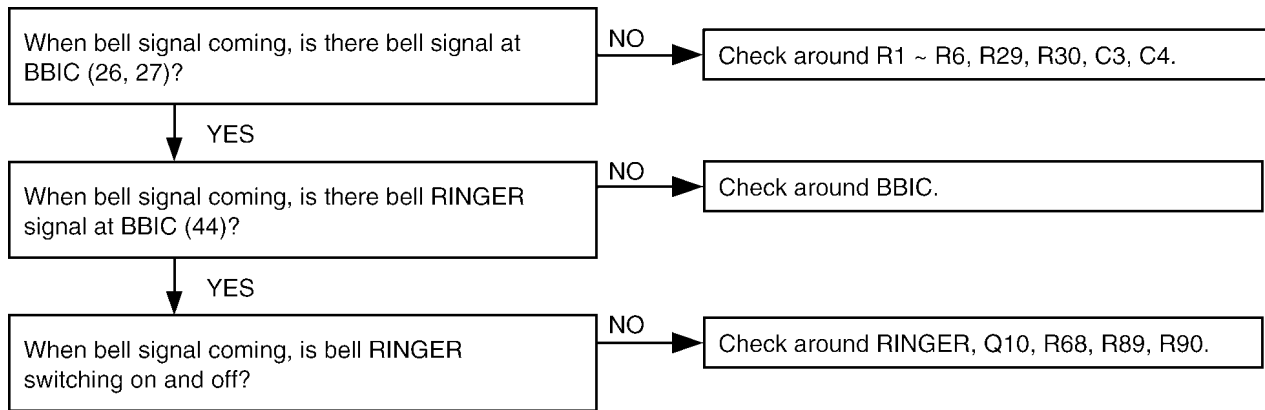 When bell signal coming, is there bell signal at
BBIC (26, 27)?
NO
Check around R1 ~ R6, R29, R30, C3, C4.
YES
When bell signal coming, is there bell RINGER
signal at BBIC (44)?
NO
Check around BBIC.
YES
When bell signal coming, is bell RINGER
switching on and off?
NO
Check around RINGER, Q10, R68, R89, R90.